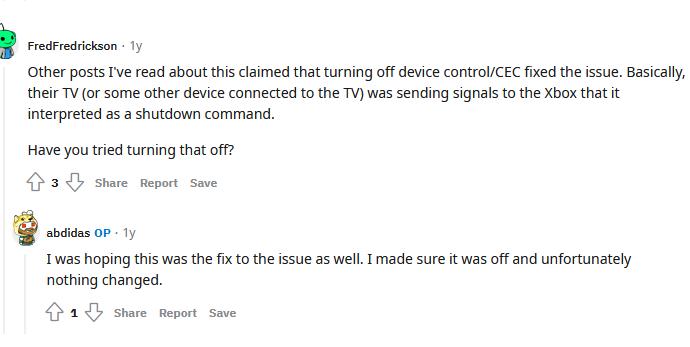 FredFredrickson · 1y
Other posts I've read about this claimed that turning off device control/CEC fixed the issue. Basically,
their TV (or some other device connected to the TV) was sending signals to the Xbox that it
interpreted as a shutdown command.
Have you tried turning that off?
3 Share Report Save
abdidas OP · 1y
I was hoping this was the fix to the issue as well. I made sure it was off and unfortunately
nothing changed.
1 Share Report Save